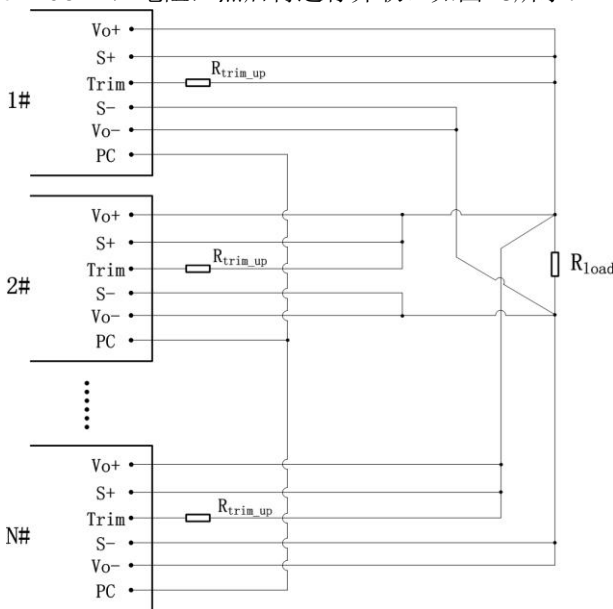 Vo+
S+
Trim
R_trim_up
1#
S-
Vo-
PC
Vo+
S+
Trim
R_trim_up
2#
S-
Vo-
PC
R_load
Vo+
S+
Trim
R_trim_up
N#
S-
Vo-
PC